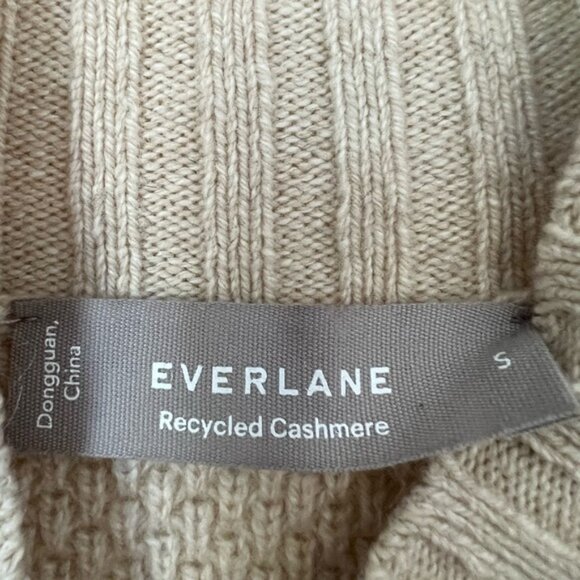 Dongguan,
China
EVERLANE
Recycled Cashmere
S